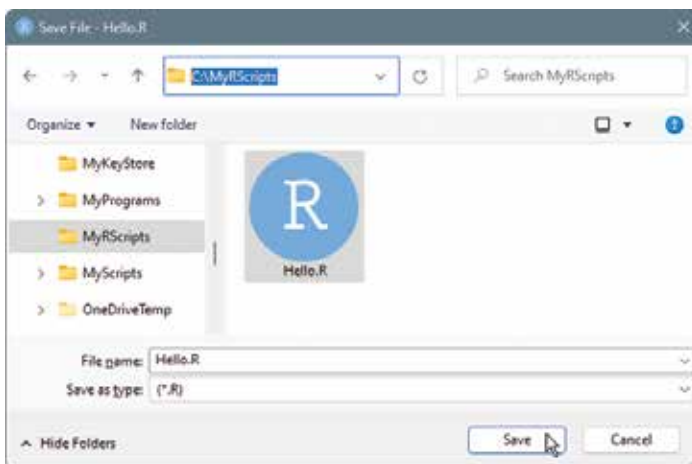 Save File - Hello.R
C:\MyRScripts
Search MyRScripts
Organize
New folder
MyKeyStore
MyPrograms
MyRScripts
MyScripts
OneDriveTemp
R
Hello.R
File name: Hello.R
Save as type: (*.R)
Hide Folders
Save
Cancel